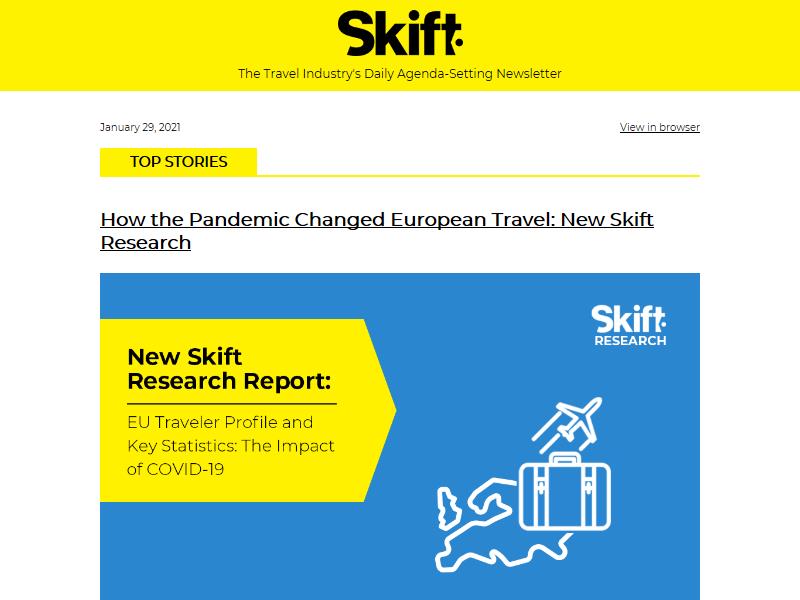 Skift
The Travel Industry's Daily Agenda-Setting Newsletter
January 29, 2021
View in browser
TOP STORIES
How the Pandemic Changed European Travel: New Skift
Research
Skift
RESEARCH
New Skift
Research Report:
EU Traveler Profile and
Key Statistics: The Impact
of COVID-19